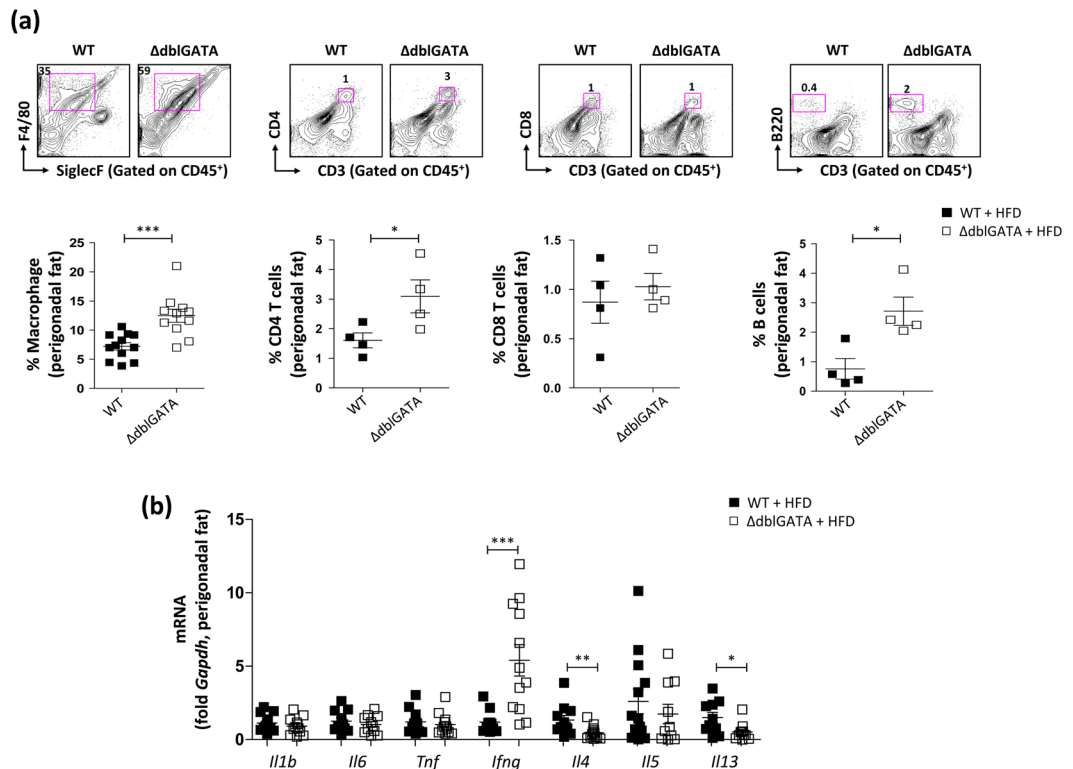 (a)
WT ΔdblGATA WT ΔdblGATA WT ΔdblGATA WT ΔdblGATA
35 59 1 3 1 1 0.4 2
F4/80 CD4 CD8 B220
SiglecF (Gated on CD45+) CD3 (Gated on CD45+) CD3 (Gated on CD45+) CD3 (Gated on CD45+)
■ WT + HFD
□ ΔdblGATA + HFD
% Macrophage
(perigonadal fat)
25
20
15
10
5
0
***
WT ΔdblGATA
% CD4 T cells
(perigonadal fat)
5
4
3
2
1
0
*
WT ΔdblGATA
% CD8 T cells
(perigonadal fat)
1.5
1.0
0.5
0.0
WT ΔdblGATA
% B cells
(perigonadal fat)
5
4
3
2
1
0
*
WT ΔdblGATA
(b)
■ WT + HFD
□ ΔdblGATA + HFD
mRNA
(fold Gapdh, perigonadal fat)
15
10
5
0
*** ** *
Il1b Il6 Tnf Ifng Il4 Il5 Il13